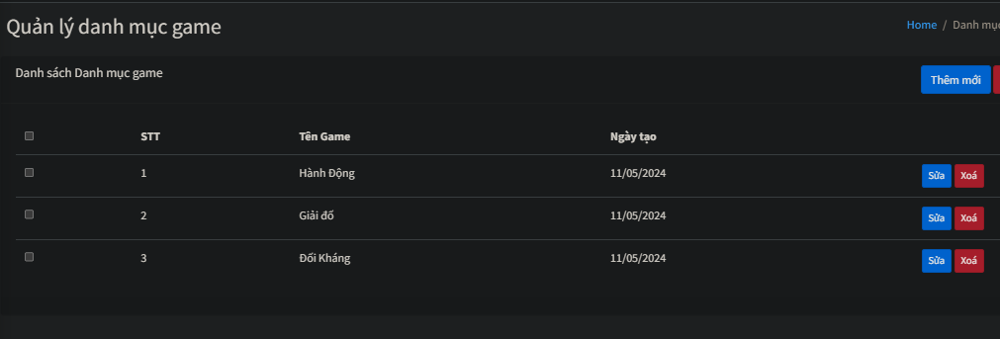 Quản lý danh mục game
Home / Danh mục
Danh sách Danh mục game
Thêm mới
STT Tên Game Ngày tạo
1 Hành Động 11/05/2024 Sửa Xoá
2 Giải đố 11/05/2024 Sửa Xoá
3 Đối Kháng 11/05/2024 Sửa Xoá